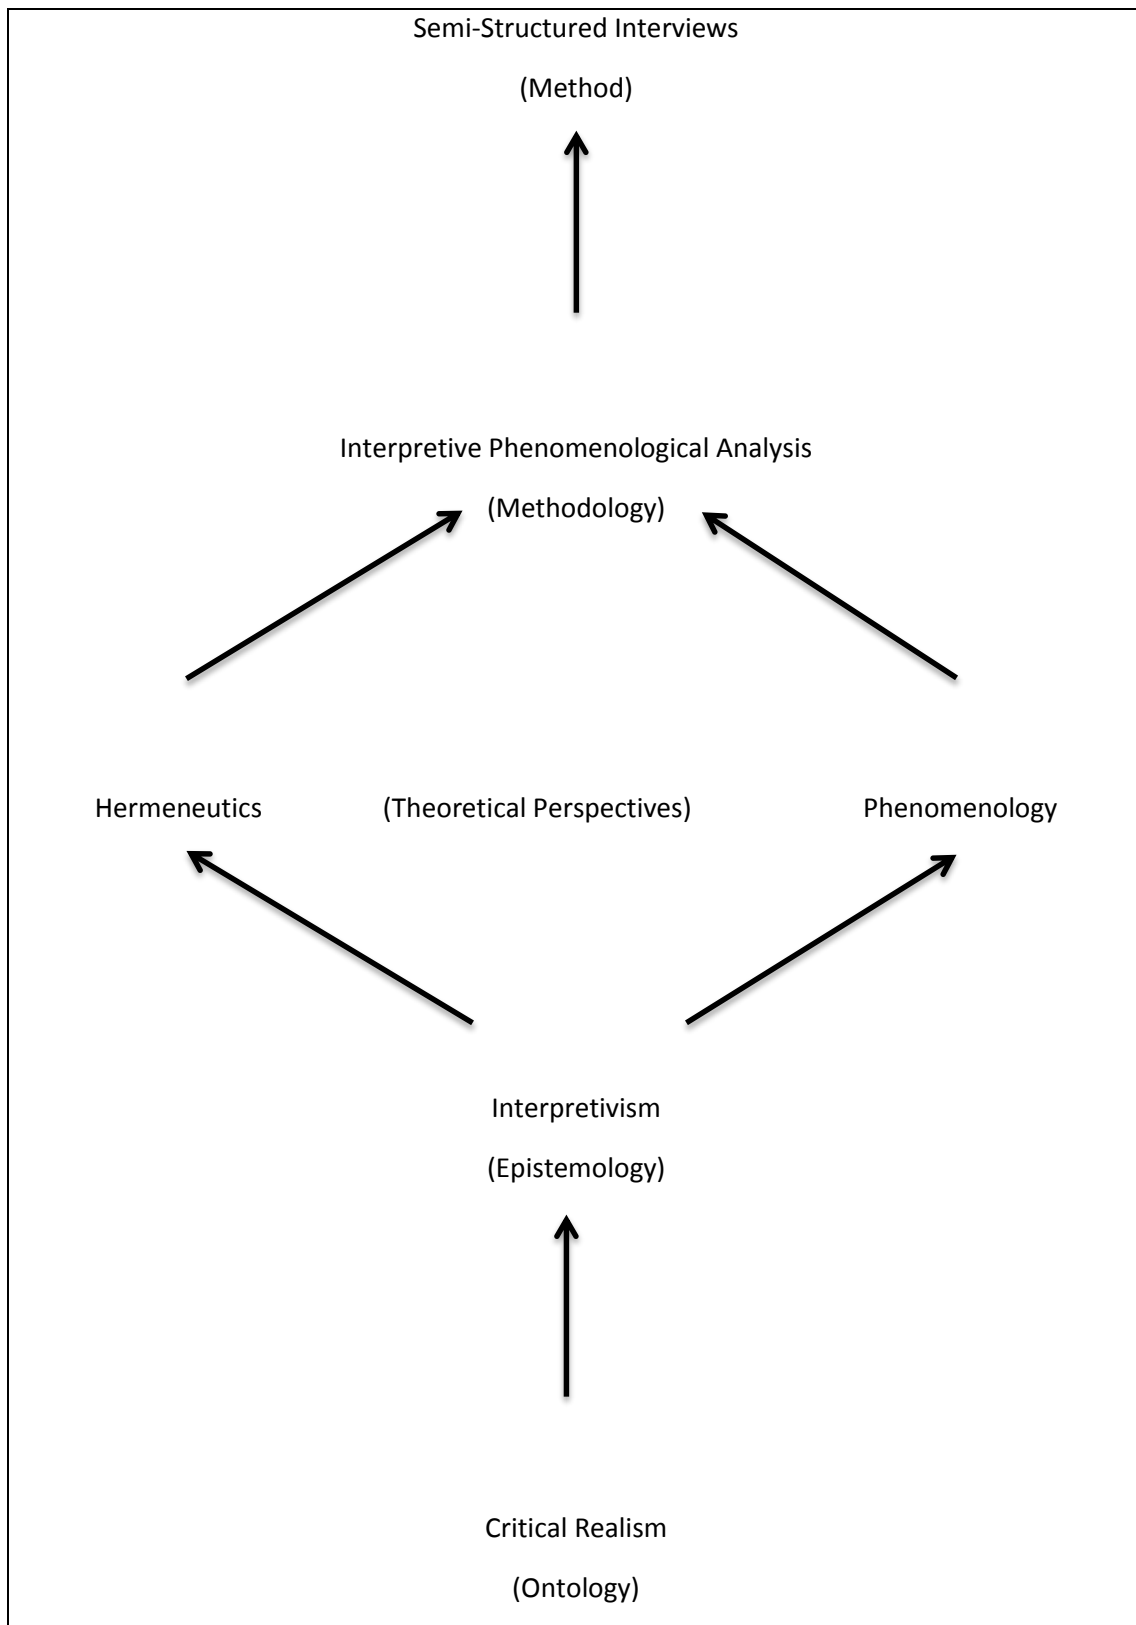 Semi-Structured Interviews
(Method)
Interpretive Phenomenological Analysis
(Methodology)
Hermeneutics (Theoretical Perspectives) Phenomenology
Interpretivism
(Epistemology)
Critical Realism
(Ontology)